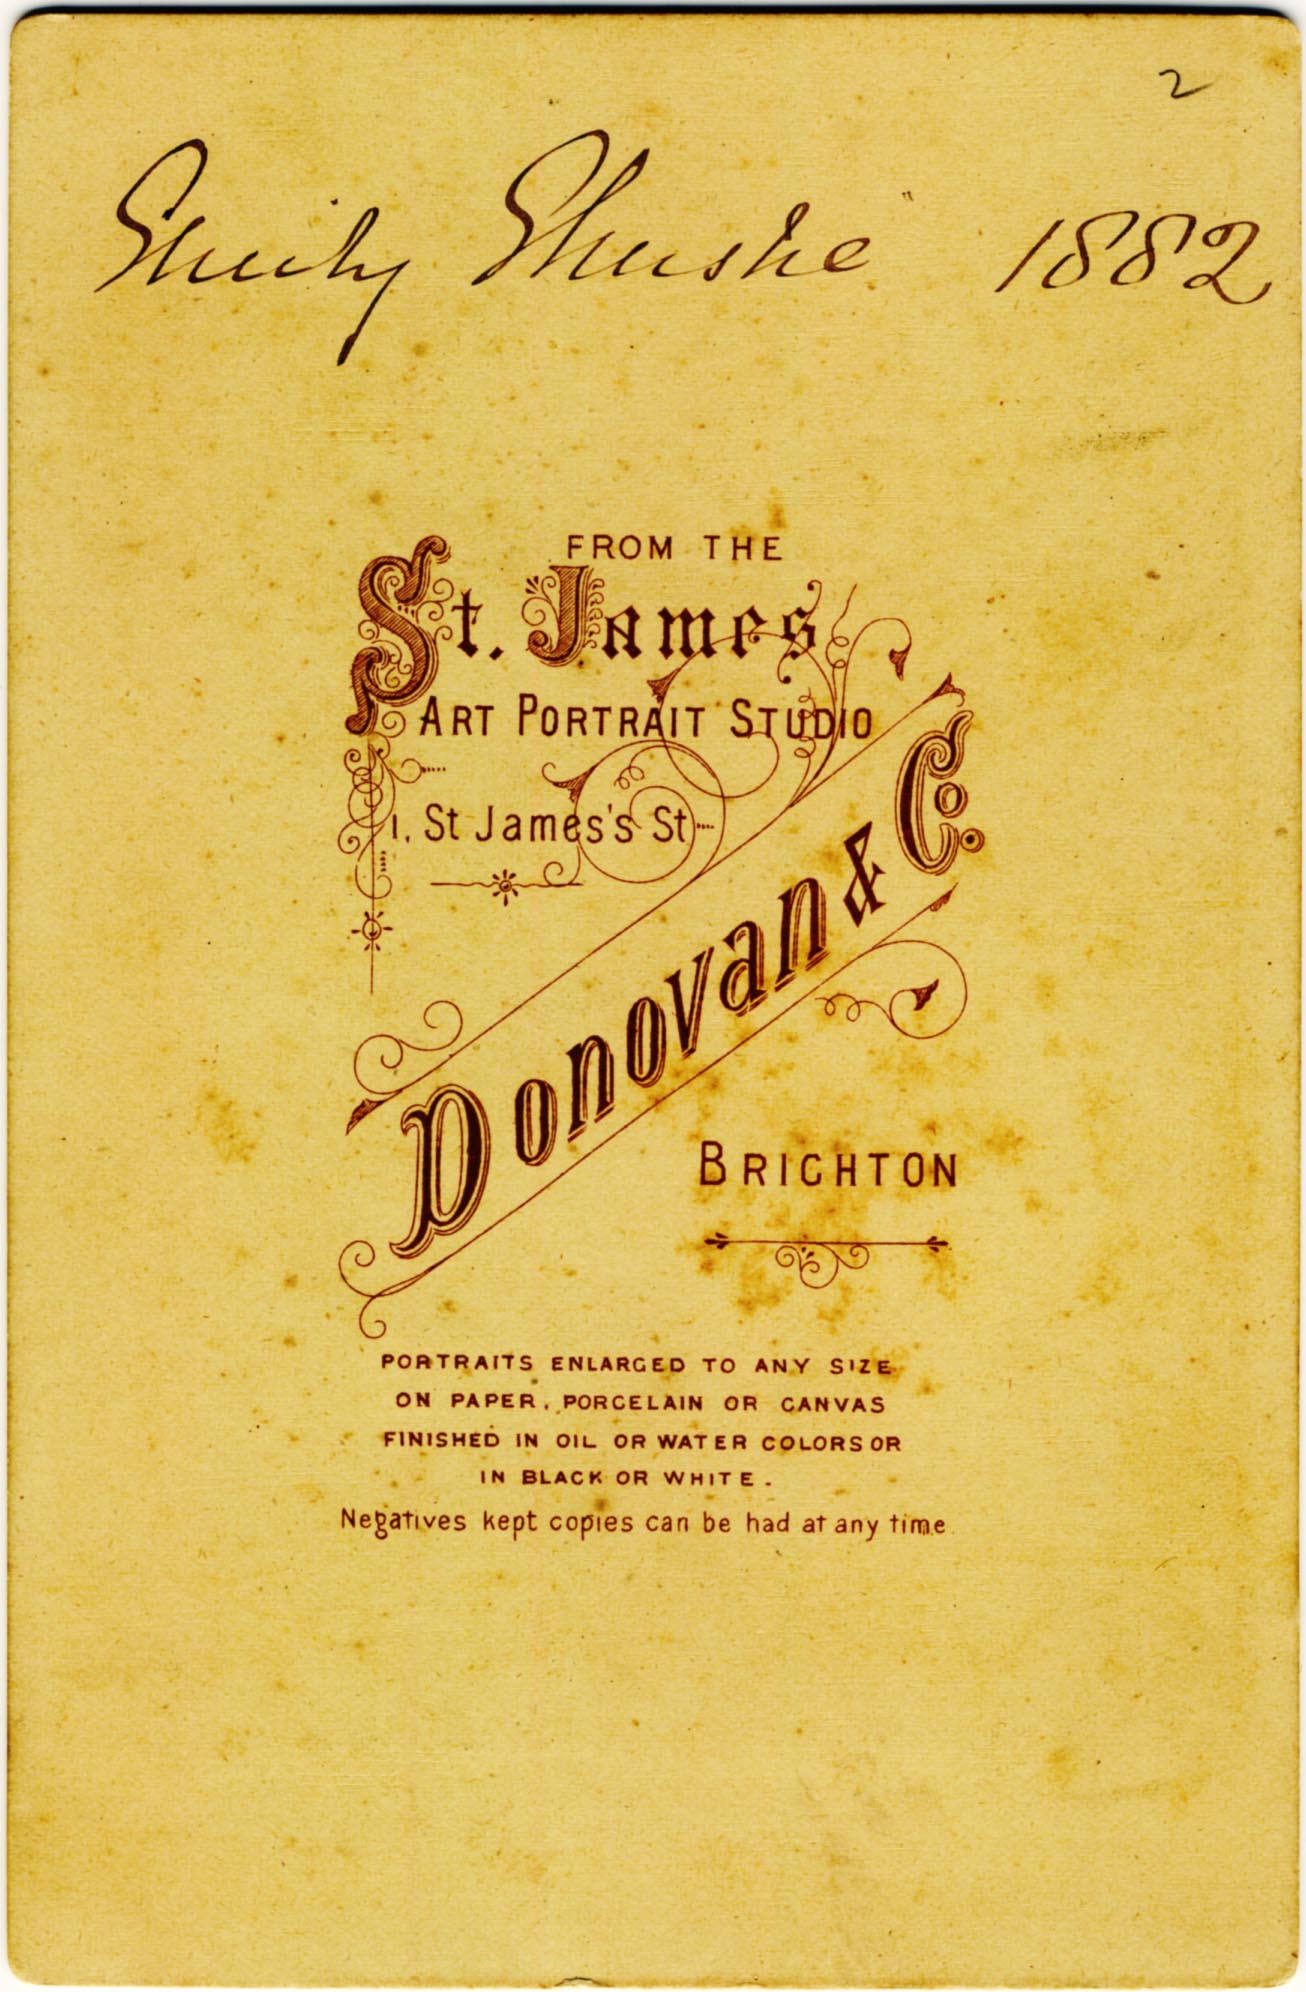 2
Emily 1882
FROM THE
St. James
ART PORTRAIT STUDIO
1, St James's St
Donovan & Co.
BRIGHTON
PORTRAITS ENLARGED TO ANY SIZE
ON PAPER, PORCELAIN OR CANVAS
FINISHED IN OIL OR WATER COLORS OR
IN BLACK OR WHITE.
Negatives kept copies can be had at any time